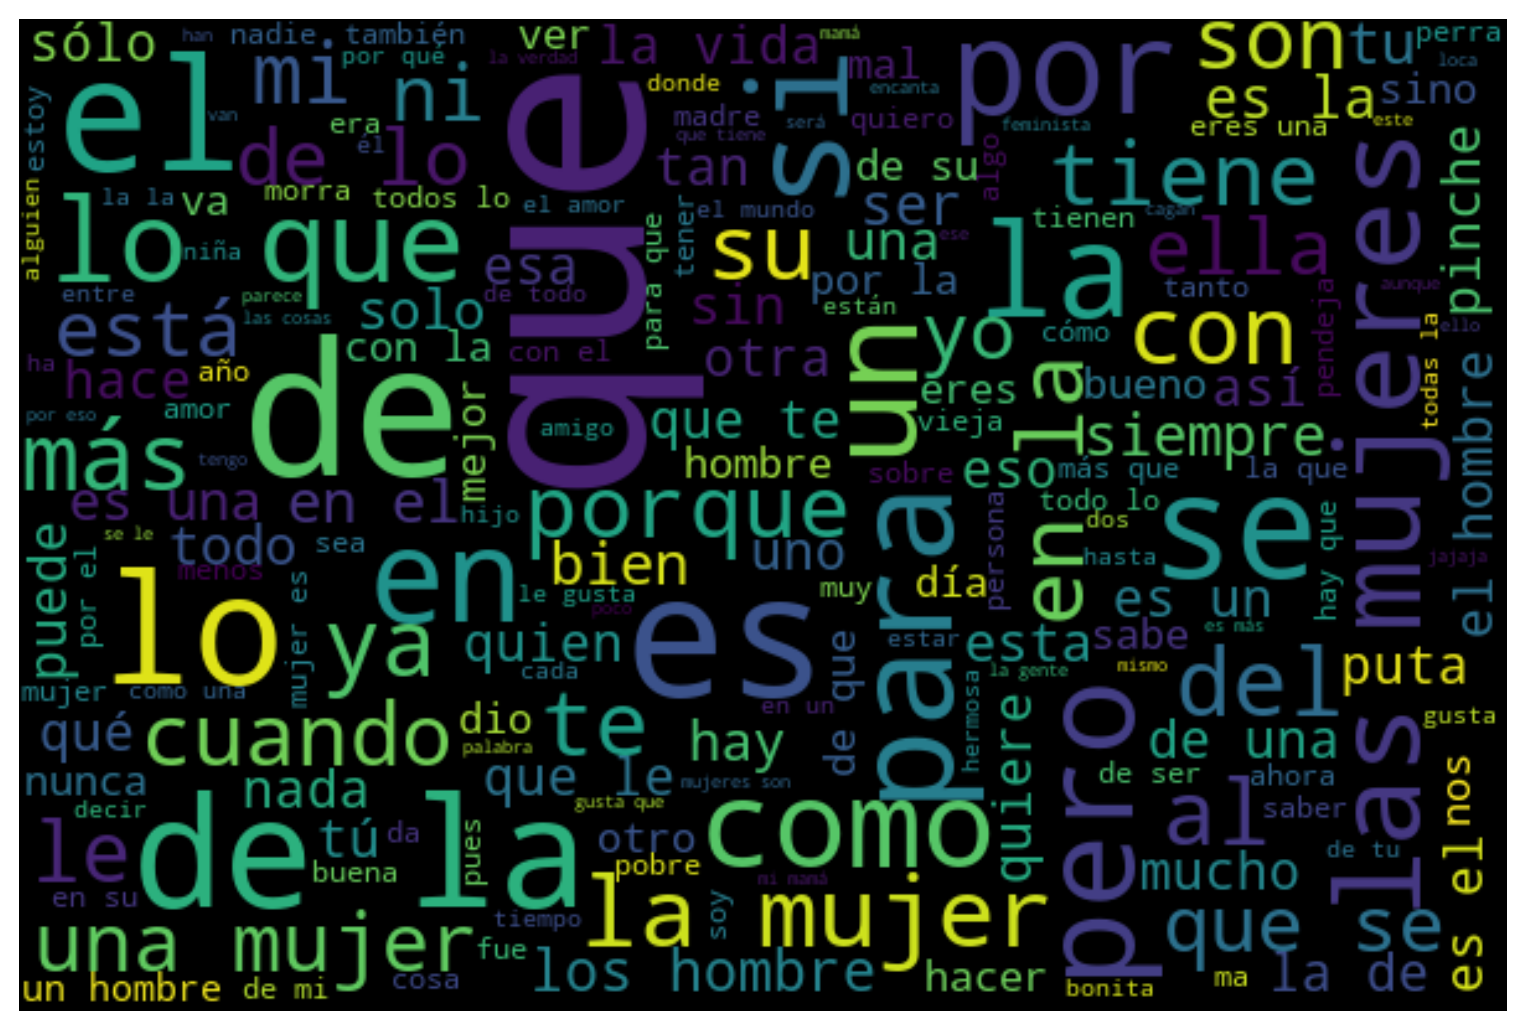 sólo
han
nadie
también
ver
la vida
mamá
por
son
tu
perra
el
mi
por qué
la verdad
que
donde
si
mal
loca
ni
encanta
es la
sino
estoy
van
era
él
de lo
madre
que tiene
será
quiero
feminista
eres una
este
tan
de su
algo
tiene
pinche
mujeres
alguien
la la
va
morra
todos lo
el amor
el mundo
ser
tienen
cagan
lo que
niña
esa
para que
tener
su
una
ese
la
ella
entre
parece
de todo
sin
por la
tanto
aunque
está
las cosas
solo
con la
con el
están
un
yo
cómo
con
pendeja
todas la
ello
ha
hace
año
de
otra
eres
bueno
así
el hombre
por eso
amor
mejor
amigo
que te
vieja
la
siempre
más
tengo
hombre
sobre
eso
más que
la que
es una
en el
hijo
porque
para
todo lo
dos
se
hay que
jajaja
puede
por el
se le
todo
sea
en
bien
uno
persona
en
hasta
lo
menos
mujer es
le gusta
poco
es
muy
día
es un
ya
quien
estar
esta
sabe
es más
mujer
como una
cada
de que
hermosa
la gente
pero
mismo
del
puta
las
qué
cuando
dio
palabra
te
en un
hay
quiere
de una
gusta
nunca
nada
que le
mujeres son
de ser
ahora
nos
decir
gusta que
como
al
saber
le
de la
tú
da
pues
otro
buena
pobre
mi mamá
mucho
de tu
es el
en su
tiempo
la mujer
soy
que se
una mujer
fue
los hombre
hacer
un hombre
de mi
cosa
bonita
ma
la de